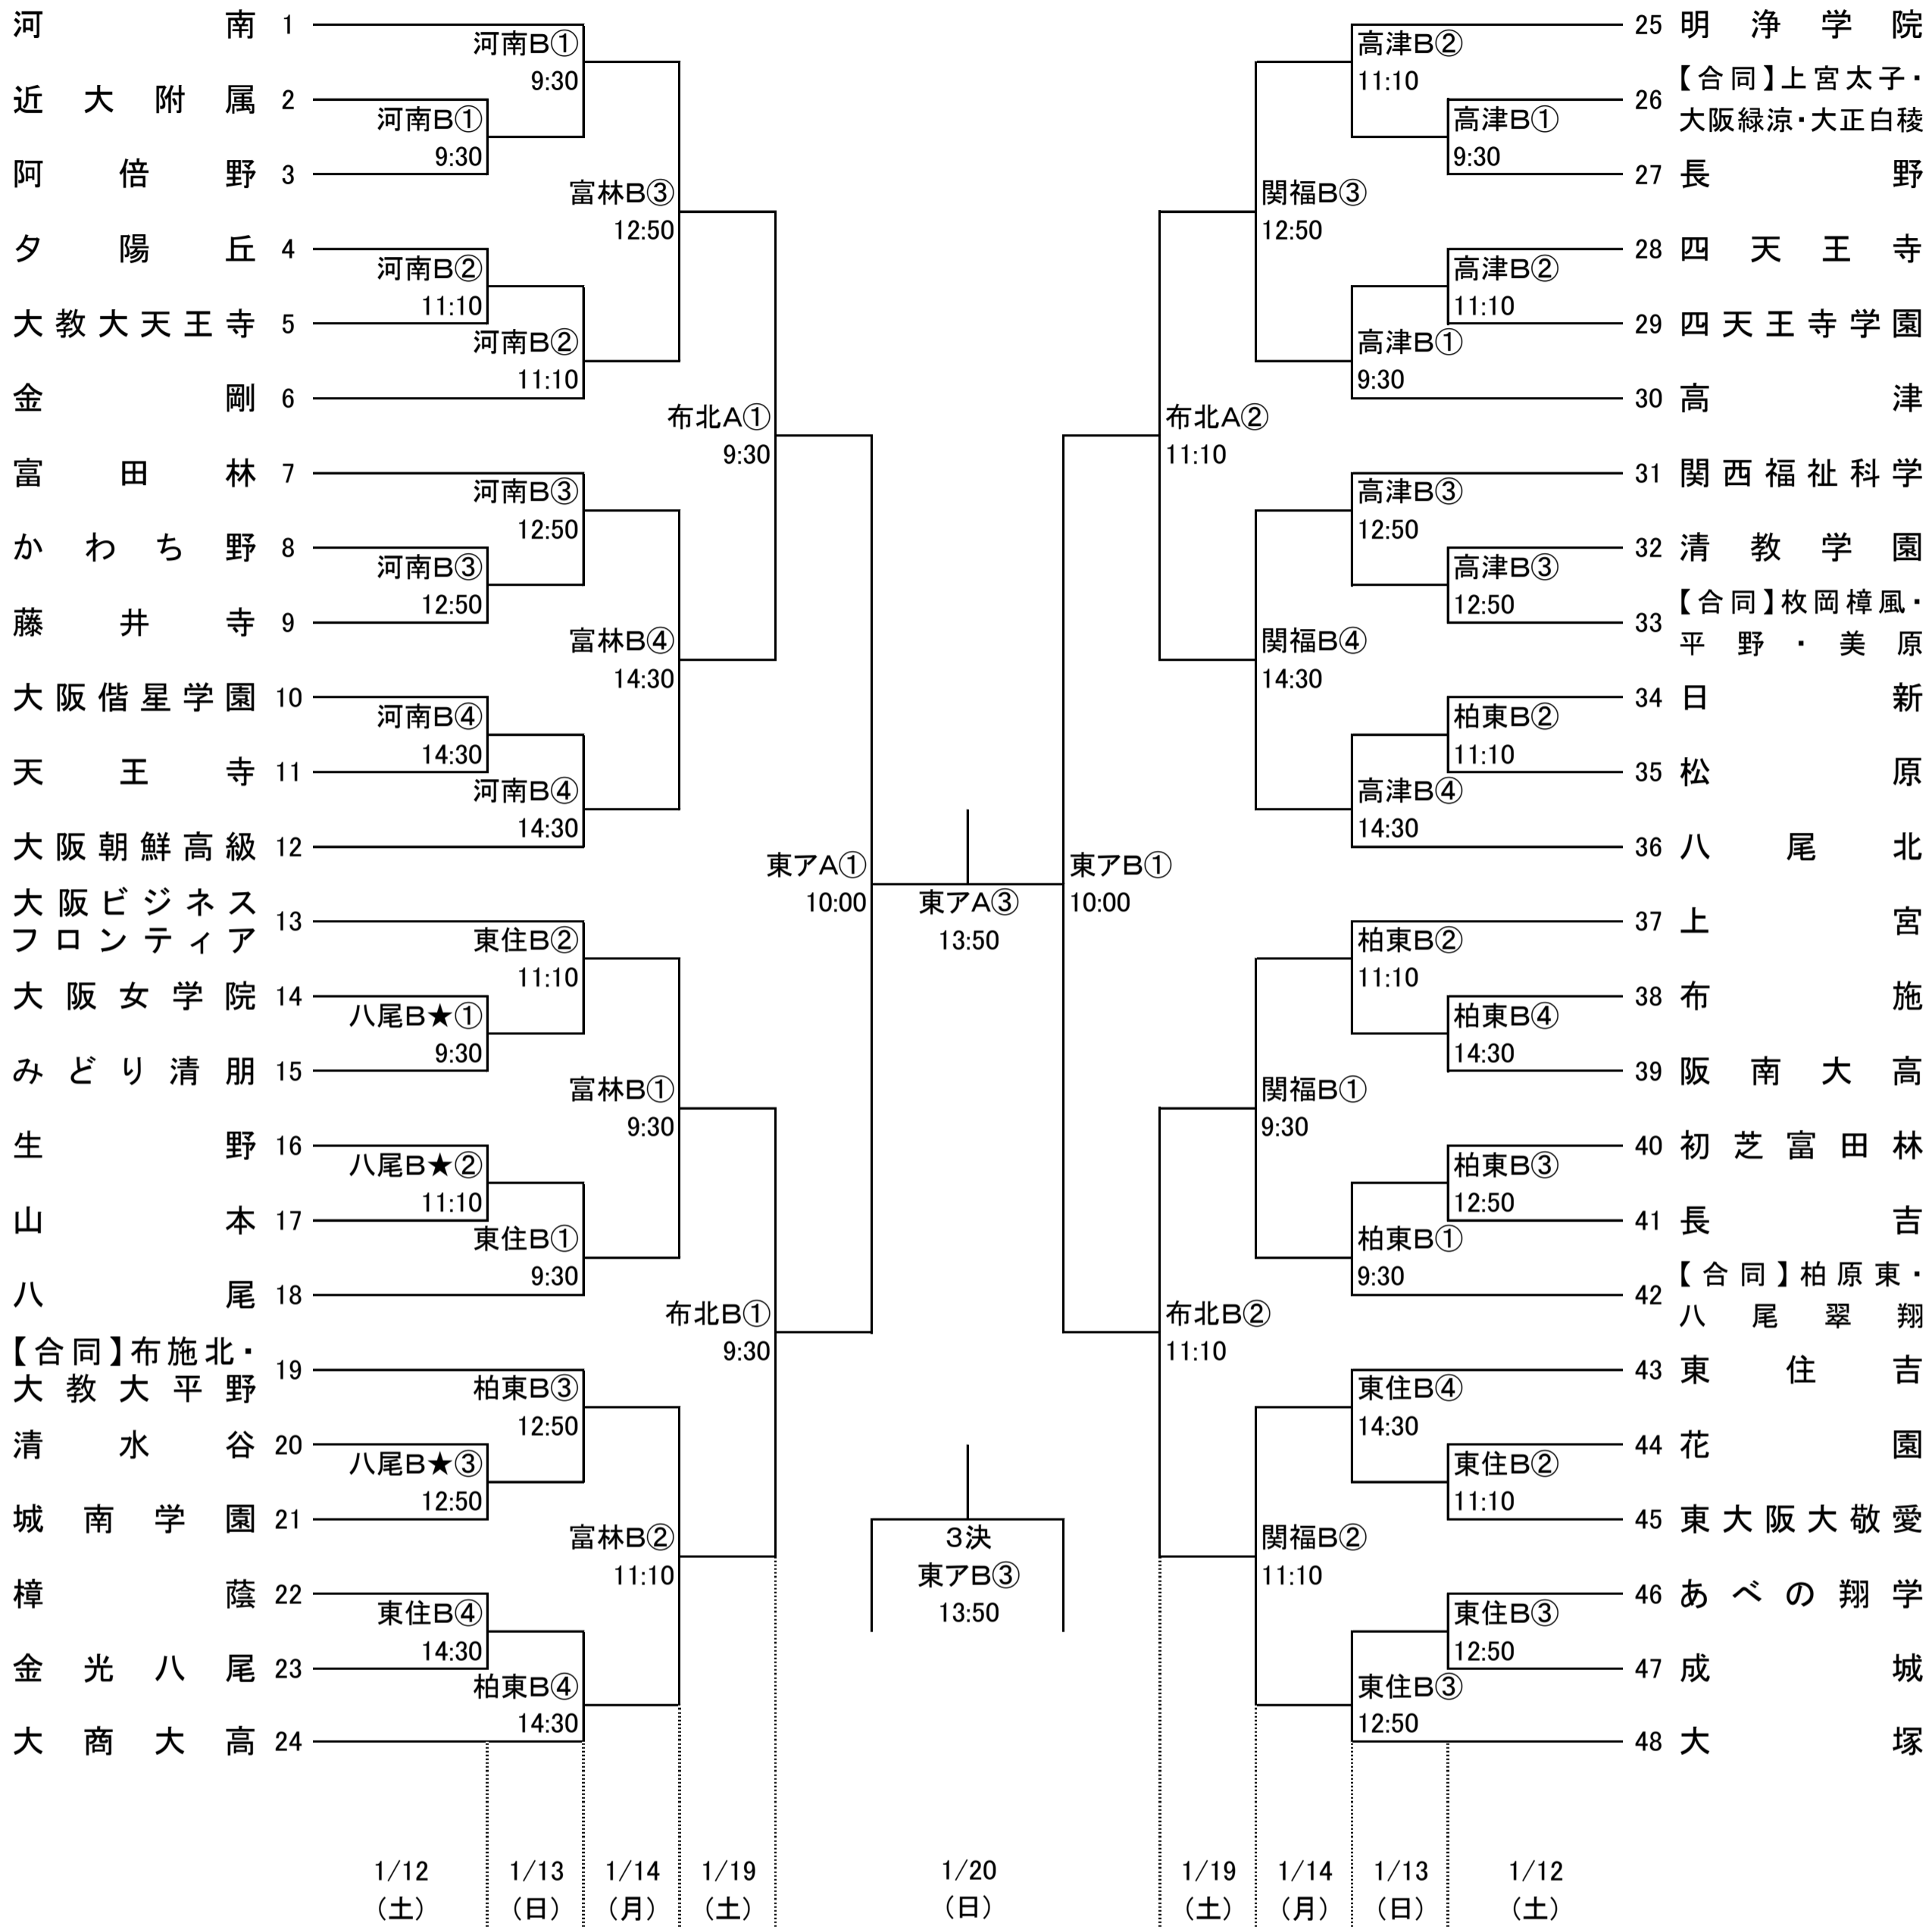 河南 1
河南B①
9:30
近大附属 2
河南B①
9:30
阿倍野 3
富林B③
12:50
夕陽丘 4
河南B②
11:10
大教大天王寺 5
河南B②
11:10
金剛 6
布北A①
9:30
富田林 7
河南B③
12:50
かわち野 8
河南B③
12:50
藤井寺 9
富林B④
14:30
大阪偕星学園 10
河南B④
14:30
天王寺 11
河南B④
14:30
大阪朝鮮高級 12
東アA①
10:00
大阪ビジネス
フロンティア 13
東住B②
11:10
大阪女学院 14
八尾B★①
9:30
みどり清朋 15
富林B①
9:30
生野 16
八尾B★②
11:10
山本 17
東住B①
9:30
八尾 18
布北B①
9:30
【合同】布施北・
大教大平野 19
柏東B③
12:50
清水谷 20
八尾B★③
12:50
城南学園 21
富林B②
11:10
樟蔭 22
東住B④
14:30
金光八尾 23
柏東B④
14:30
大商大高 24
東アA③
13:50
3決
東アB③
13:50
25 明浄学院
高津B②
11:10
【合同】上宮太子・
26
大阪緑涼・大正白稜
高津B①
9:30
27 長野
関福B③
12:50
28 四天王寺
高津B②
11:10
29 四天王寺学園
高津B①
9:30
30 高津
布北A②
11:10
31 関西福祉科学
高津B③
12:50
32 清教学園
高津B③
12:50
【合同】枚岡樟風・
33
平野・美原
関福B④
14:30
34 日新
柏東B②
11:10
35 松原
高津B④
14:30
36 八尾北
東アB①
10:00
37 上宮
柏東B②
11:10
38 布施
柏東B④
14:30
39 阪南大高
関福B①
9:30
40 初芝富田林
柏東B③
12:50
41 長吉
柏東B①
9:30
【合同】柏原東・
42
八尾翠翔
布北B②
11:10
43 東住吉
東住B④
14:30
44 花園
東住B②
11:10
45 東大阪大敬愛
関福B②
11:10
46 あべの翔学
東住B③
12:50
47 成城
東住B③
12:50
48 大塚
1/12 1/13 1/14 1/19 1/20 1/19 1/14 1/13 1/12
（土） （日） （月） （土） （日） （土） （月） （日） （土）